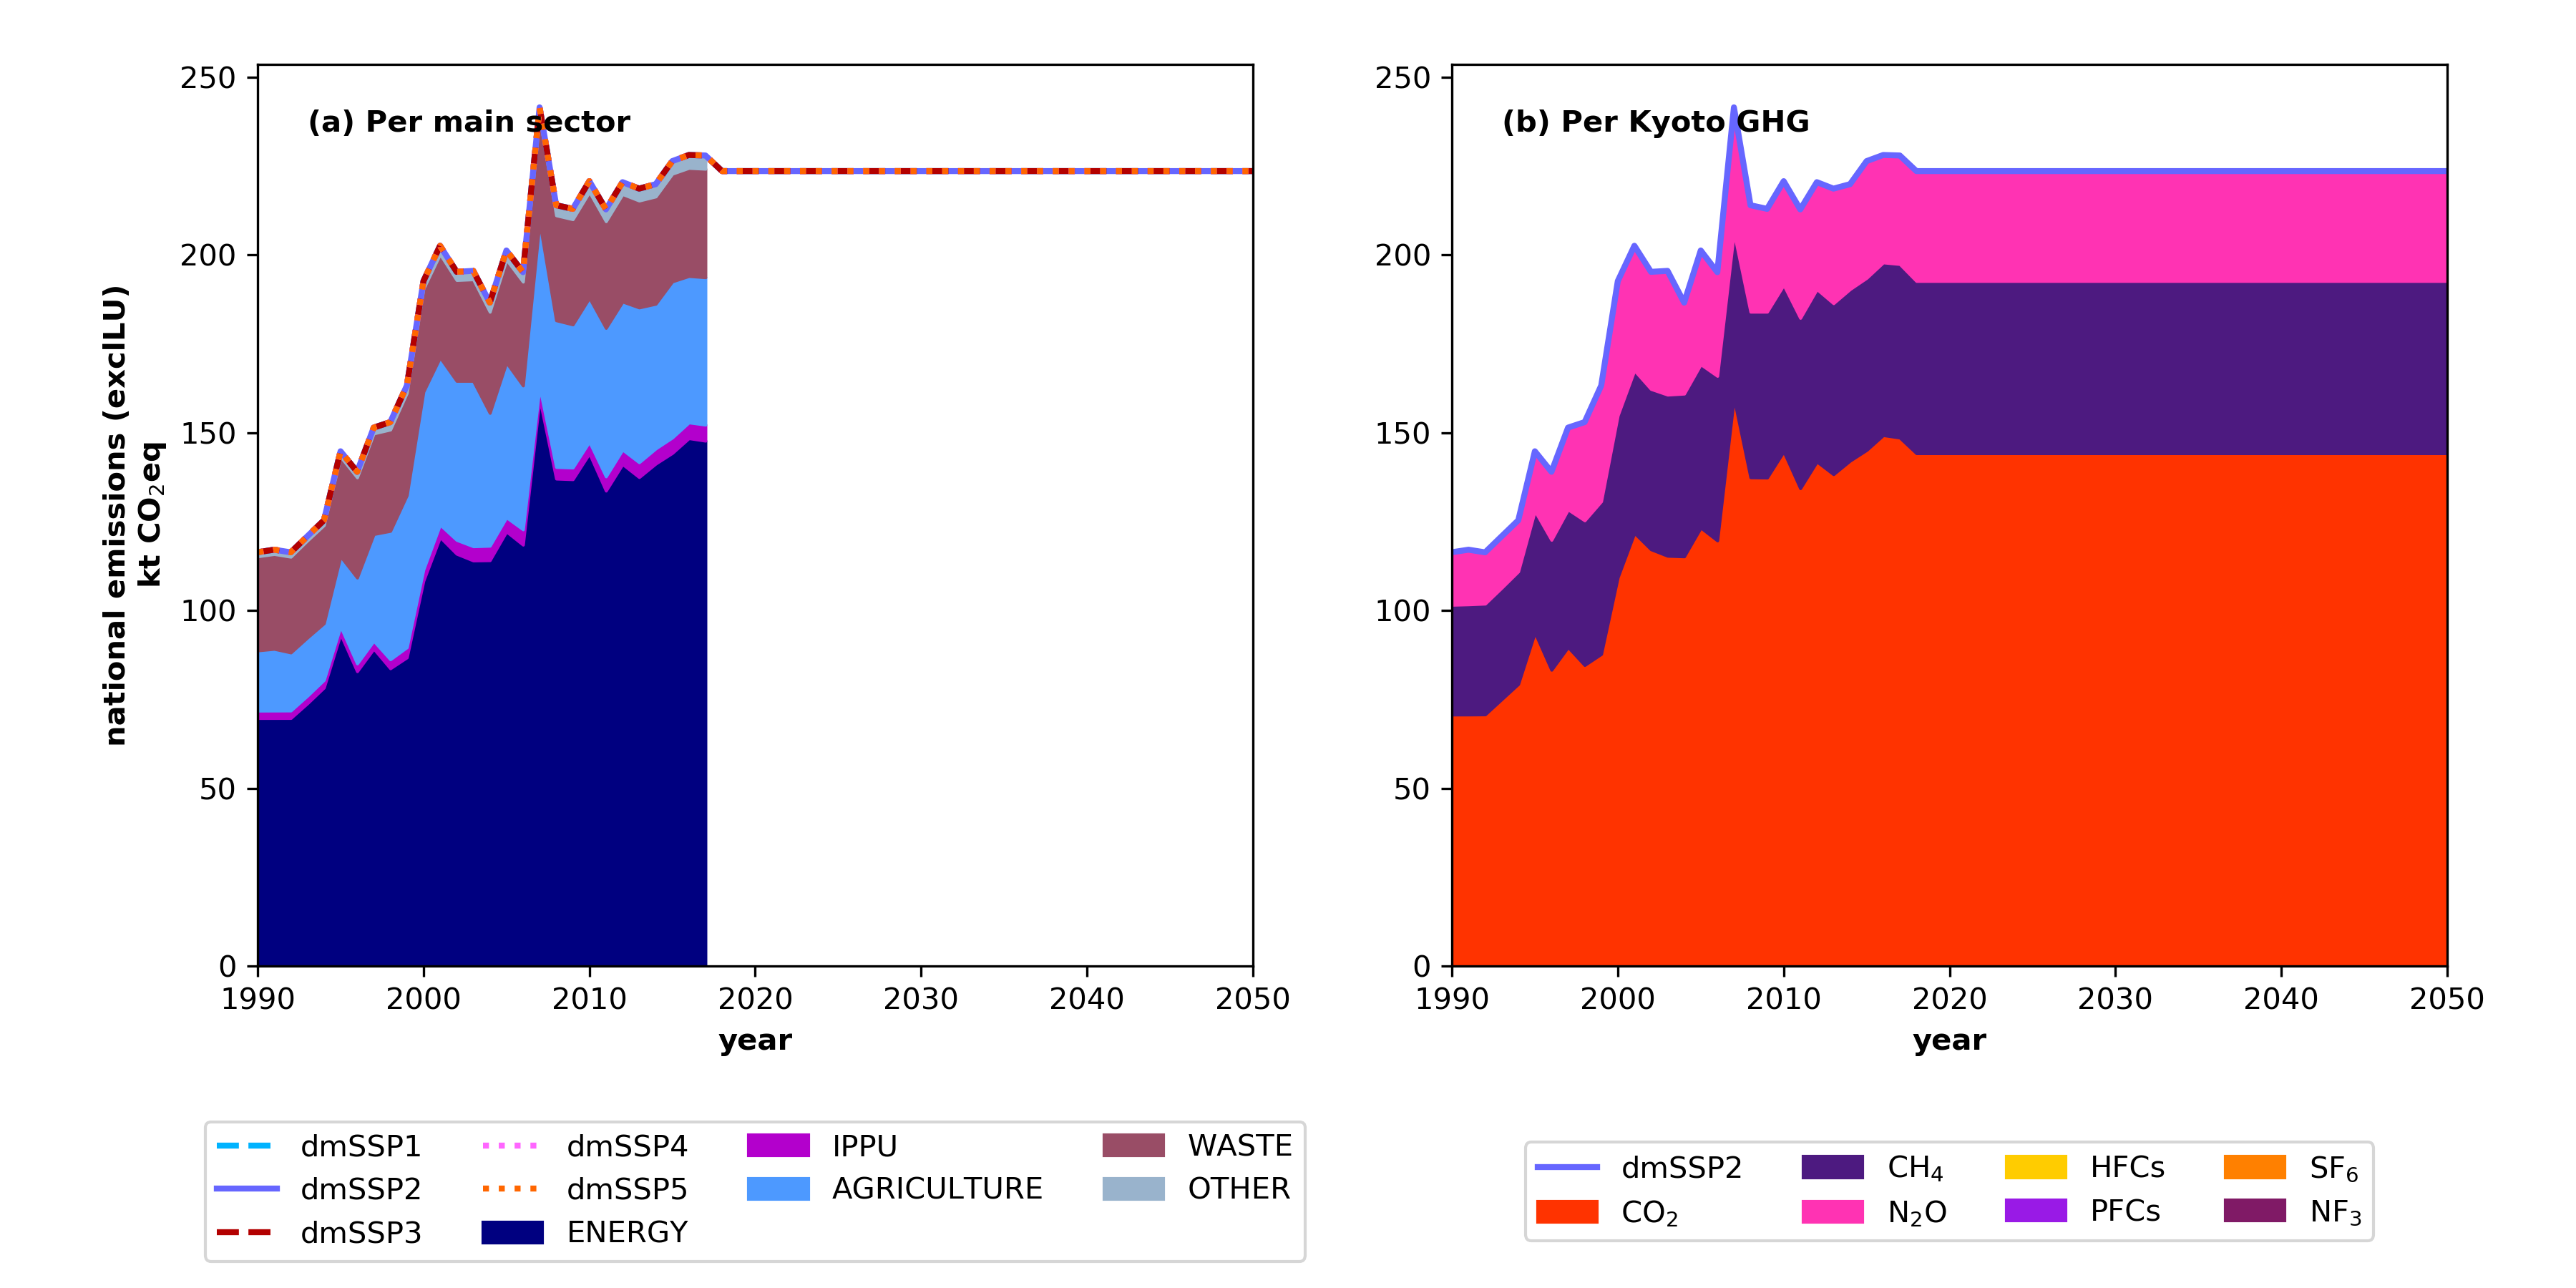 (a) Per main sector
250
200
150
100
50
0
national emissions (exclLU)
kt CO₂eq
1990 2000 2010 2020 2030 2040 2050
year
dmSSP1 dmSSP4 IPPU WASTE
dmSSP2 dmSSP5 AGRICULTURE OTHER
dmSSP3 ENERGY
(b) Per Kyoto GHG
250
200
150
100
50
0
1990 2000 2010 2020 2030 2040 2050
year
dmSSP2 CH₄ HFCs SF₆
CO₂ N₂O PFCs NF₃